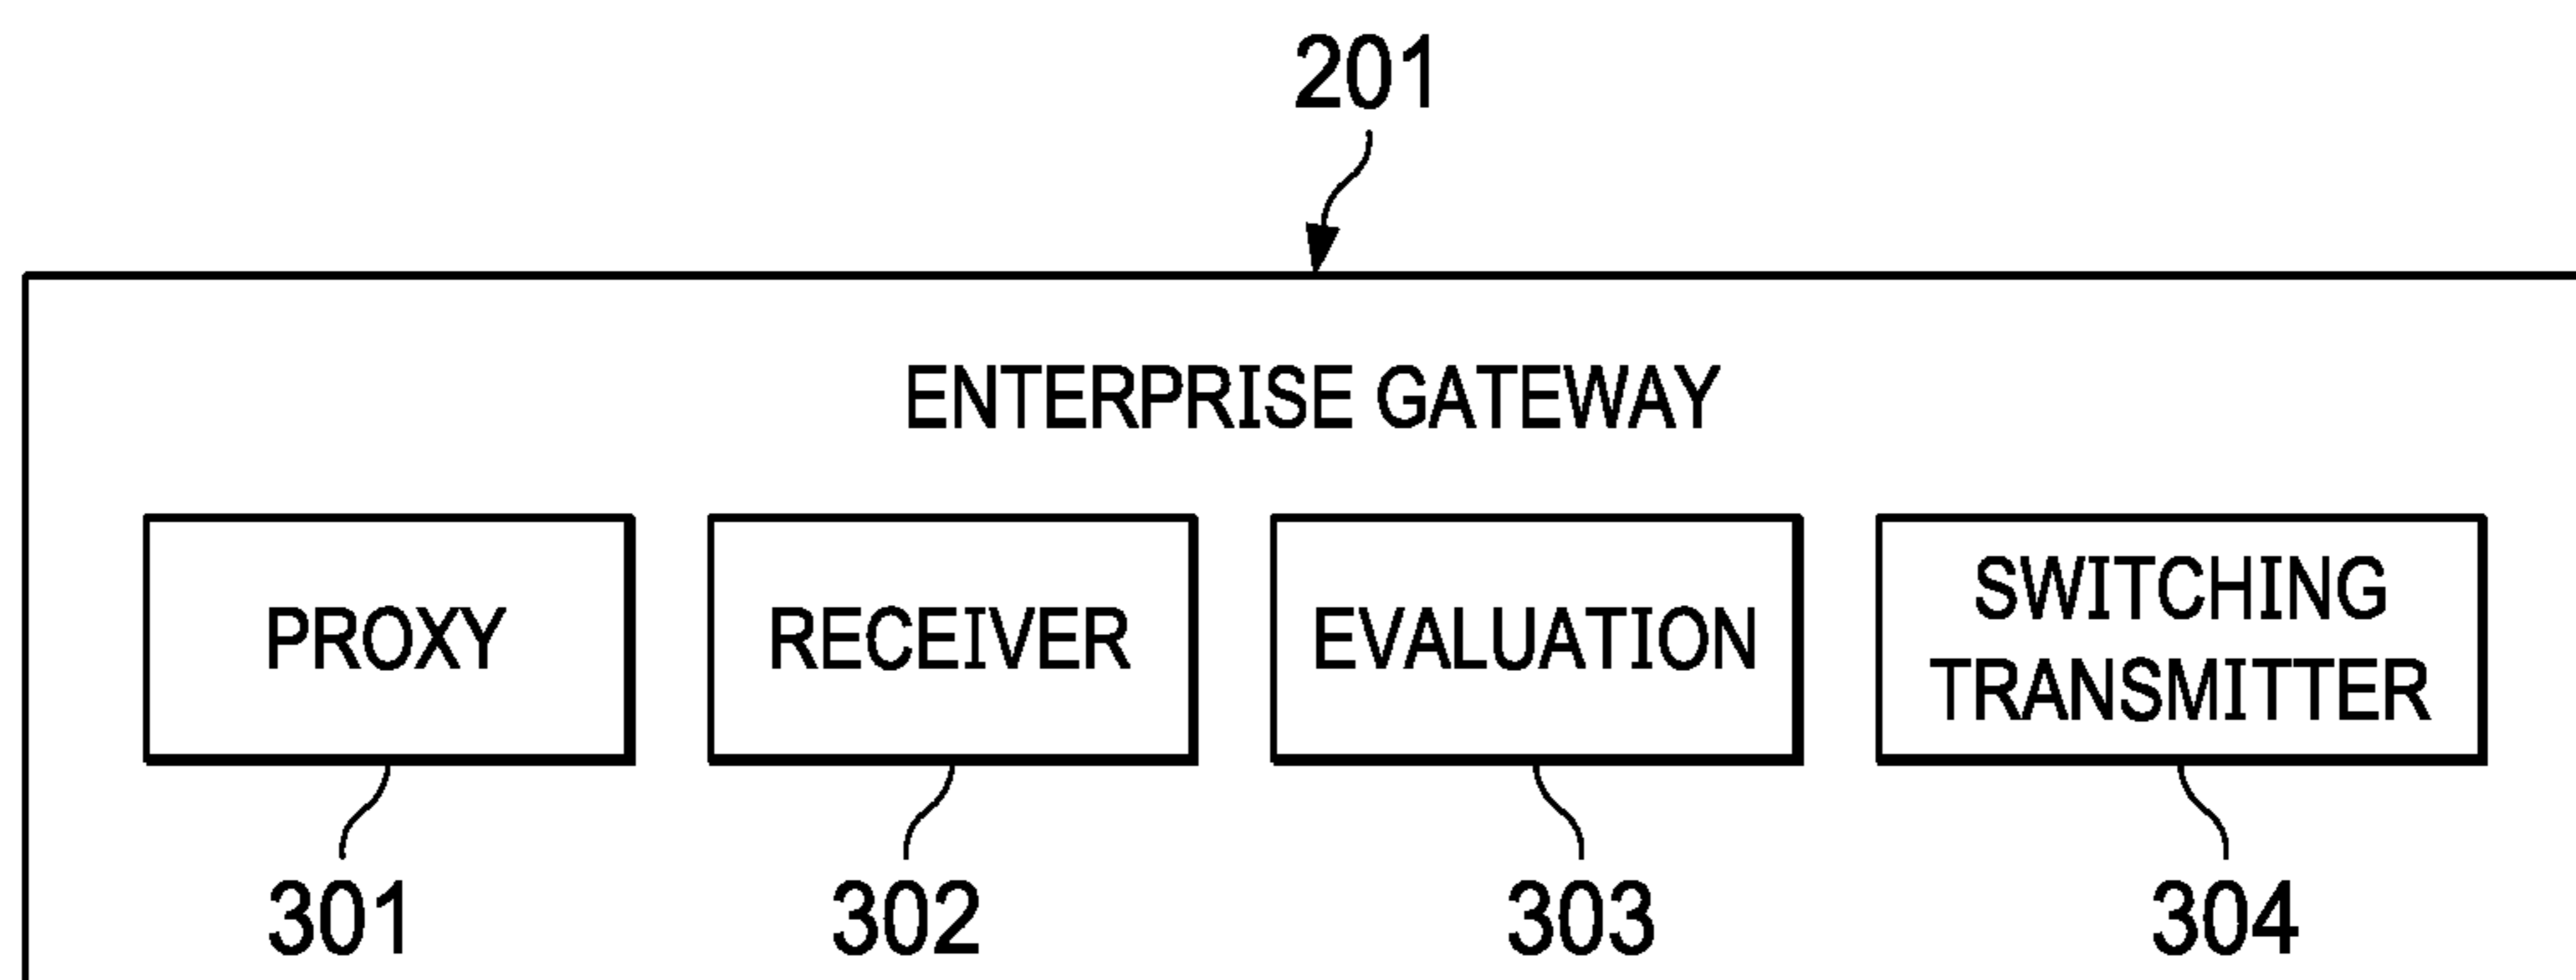 201
ENTERPRISE GATEWAY
PROXY
RECEIVER
EVALUATION
SWITCHING
TRANSMITTER
301
302
303
304